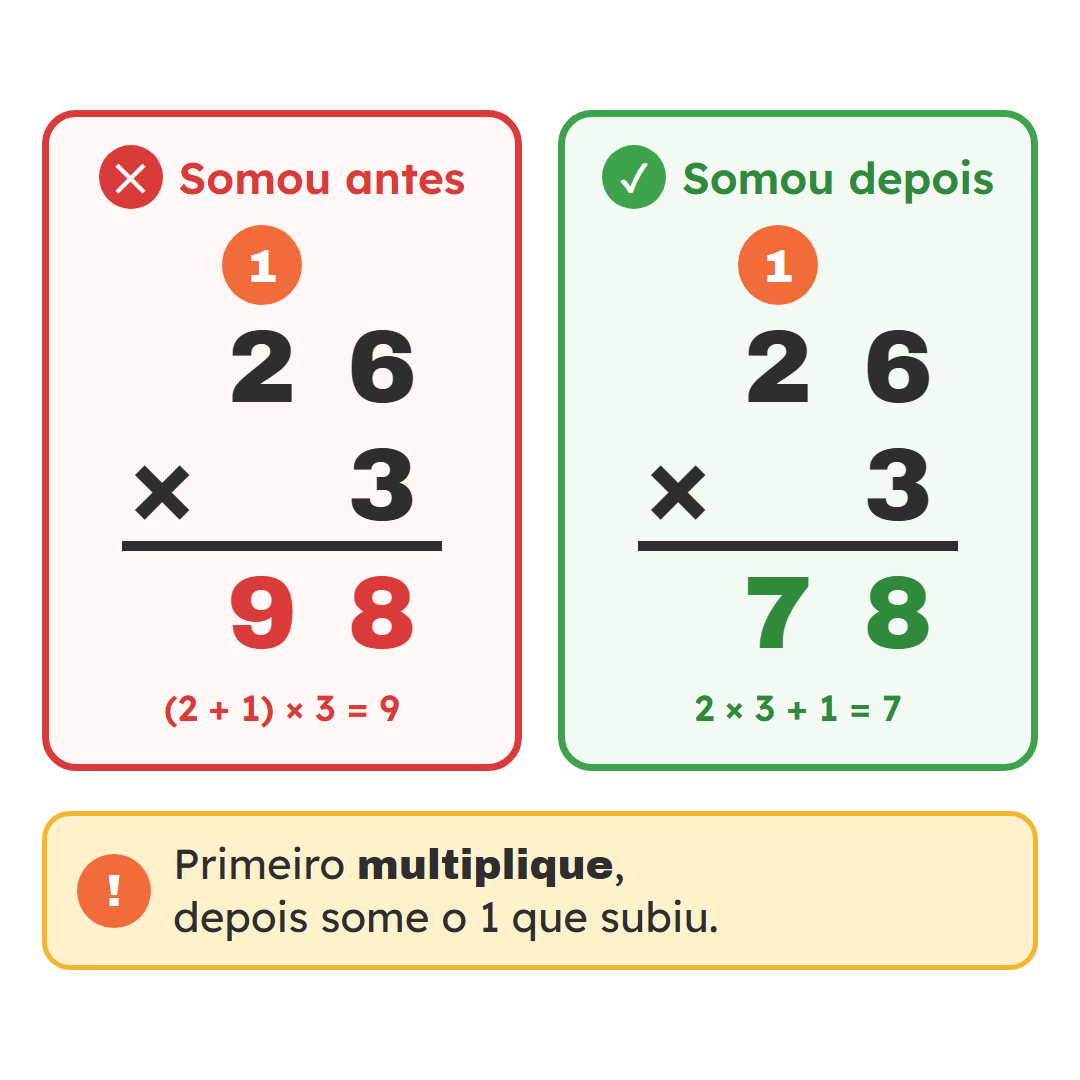 ✕ Somou antes
1
2 6
× 3
9 8
(2 + 1) × 3 = 9
✓ Somou depois
1
2 6
× 3
7 8
2 × 3 + 1 = 7
! Primeiro multiplique,
depois some o 1 que subiu.